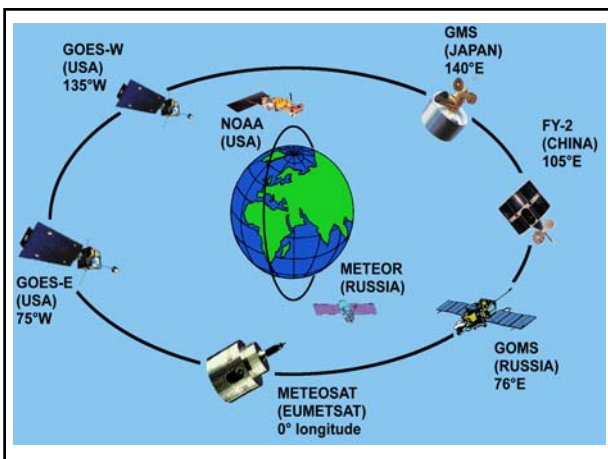 GOES-W
(USA)
135°W
GMS
(JAPAN)
140°E
NOAA
(USA)
FY-2
(CHINA)
105°E
METEOR
(RUSSIA)
GOES-E
(USA)
75°W
GOMS
(RUSSIA)
76°E
METEOSAT
(EUMETSAT)
0° longitude